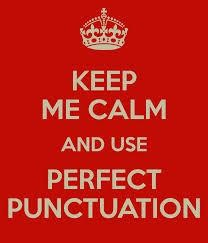 KEEP
ME CALM
AND USE
PERFECT
PUNCTUATION